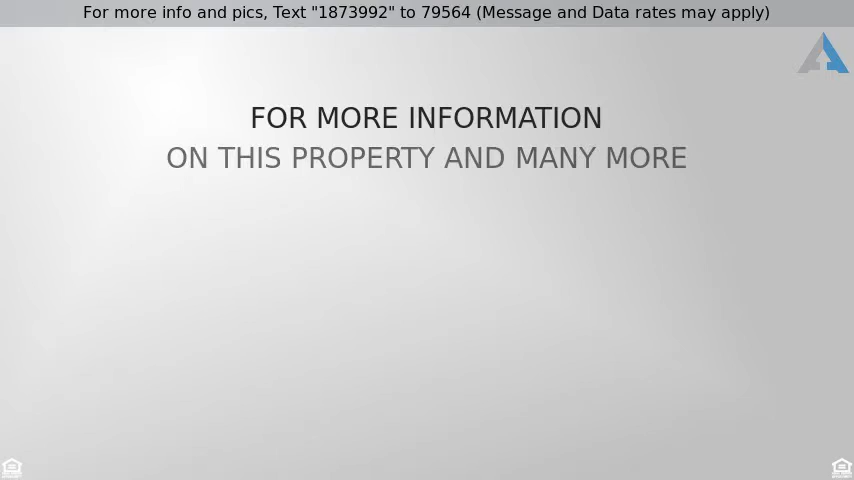 For more info and pics, Text "1873992" to 79564 (Message and Data rates may apply)
FOR MORE INFORMATION
ON THIS PROPERTY AND MANY MORE